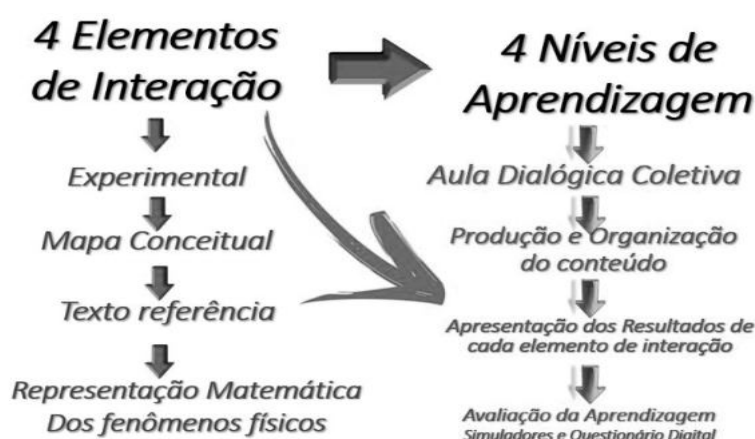 4 Elementos
de Interação
Experimental
Mapa Conceitual
Texto referência
Representação Matemática
Dos fenômenos físicos
4 Níveis de
Aprendizagem
Aula Dialógica Coletiva
Produção e Organização
do conteúdo
Apresentação dos Resultados de
cada elemento de interação
Avaliação da Aprendizagem
Simuladores e Questionário Digital